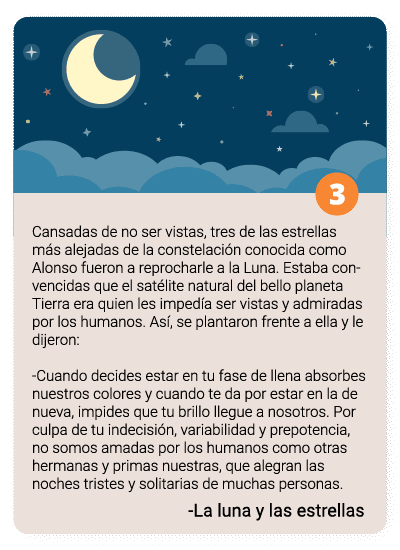 3
Cansadas de no ser vistas, tres de las estrellas
más alejadas de la constelación conocida como
Alonso fueron a reprocharle a la Luna. Estaba con-
vencidas que el satélite natural del bello planeta
Tierra era quien les impedía ser vistas y admiradas
por los humanos. Así, se plantaron frente a ella y le
dijeron:
-Cuando decides estar en tu fase de llena absorbes
nuestros colores y cuando te da por estar en la de
nueva, impides que tu brillo llegue a nosotros. Por
culpa de tu indecisión, variabilidad y prepotencia,
no somos amadas por los humanos como otras
hermanas y primas nuestras, que alegran las
noches tristes y solitarias de muchas personas.
-La luna y las estrellas